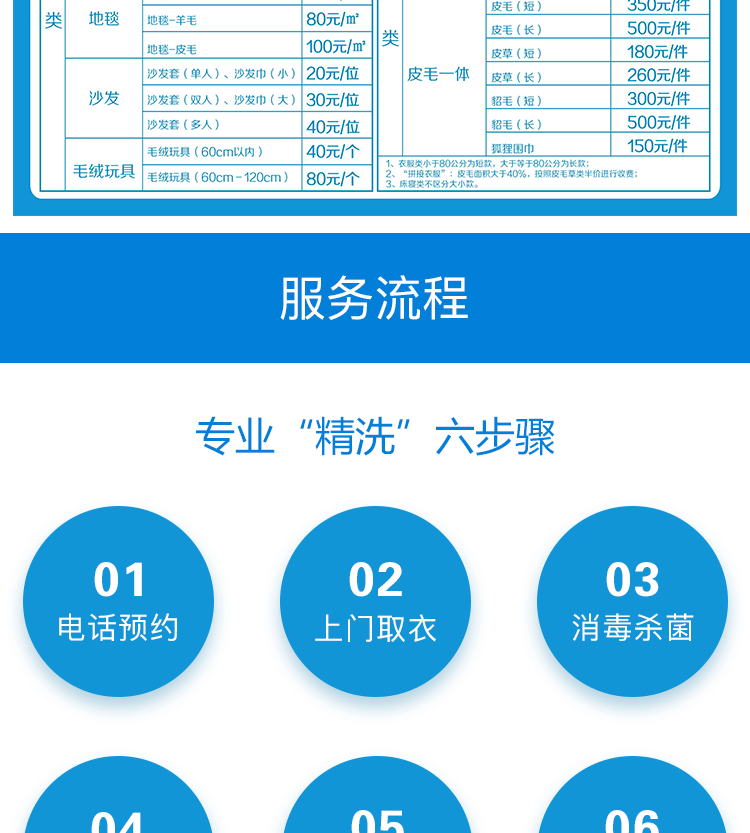 类
地毯
地毯-羊毛 80元/㎡
地毯-皮毛 100元/㎡
沙发
沙发套（单人）、沙发巾（小） 20元/位
沙发套（双人）、沙发巾（大） 30元/位
沙发套（多人） 40元/位
毛绒玩具
毛绒玩具（60cm以内） 40元/个
毛绒玩具（60cm-120cm） 80元/个
类
皮毛一体
皮毛（短） 350元/件
皮毛（长） 500元/件
皮草（短） 180元/件
皮草（长） 260元/件
貂毛（短） 300元/件
貂毛（长） 500元/件
狐狸围巾 150元/件
1、衣服类小于80公分为短款，大于等于80公分为长款；
2、“拼接衣服”：皮毛面积大于40%，按照皮毛草类半价进行收费；
3、床寝类不区分大小款。
服务流程
专业“精洗”六步骤
01
电话预约
02
上门取衣
03
消毒杀菌
04
05
06